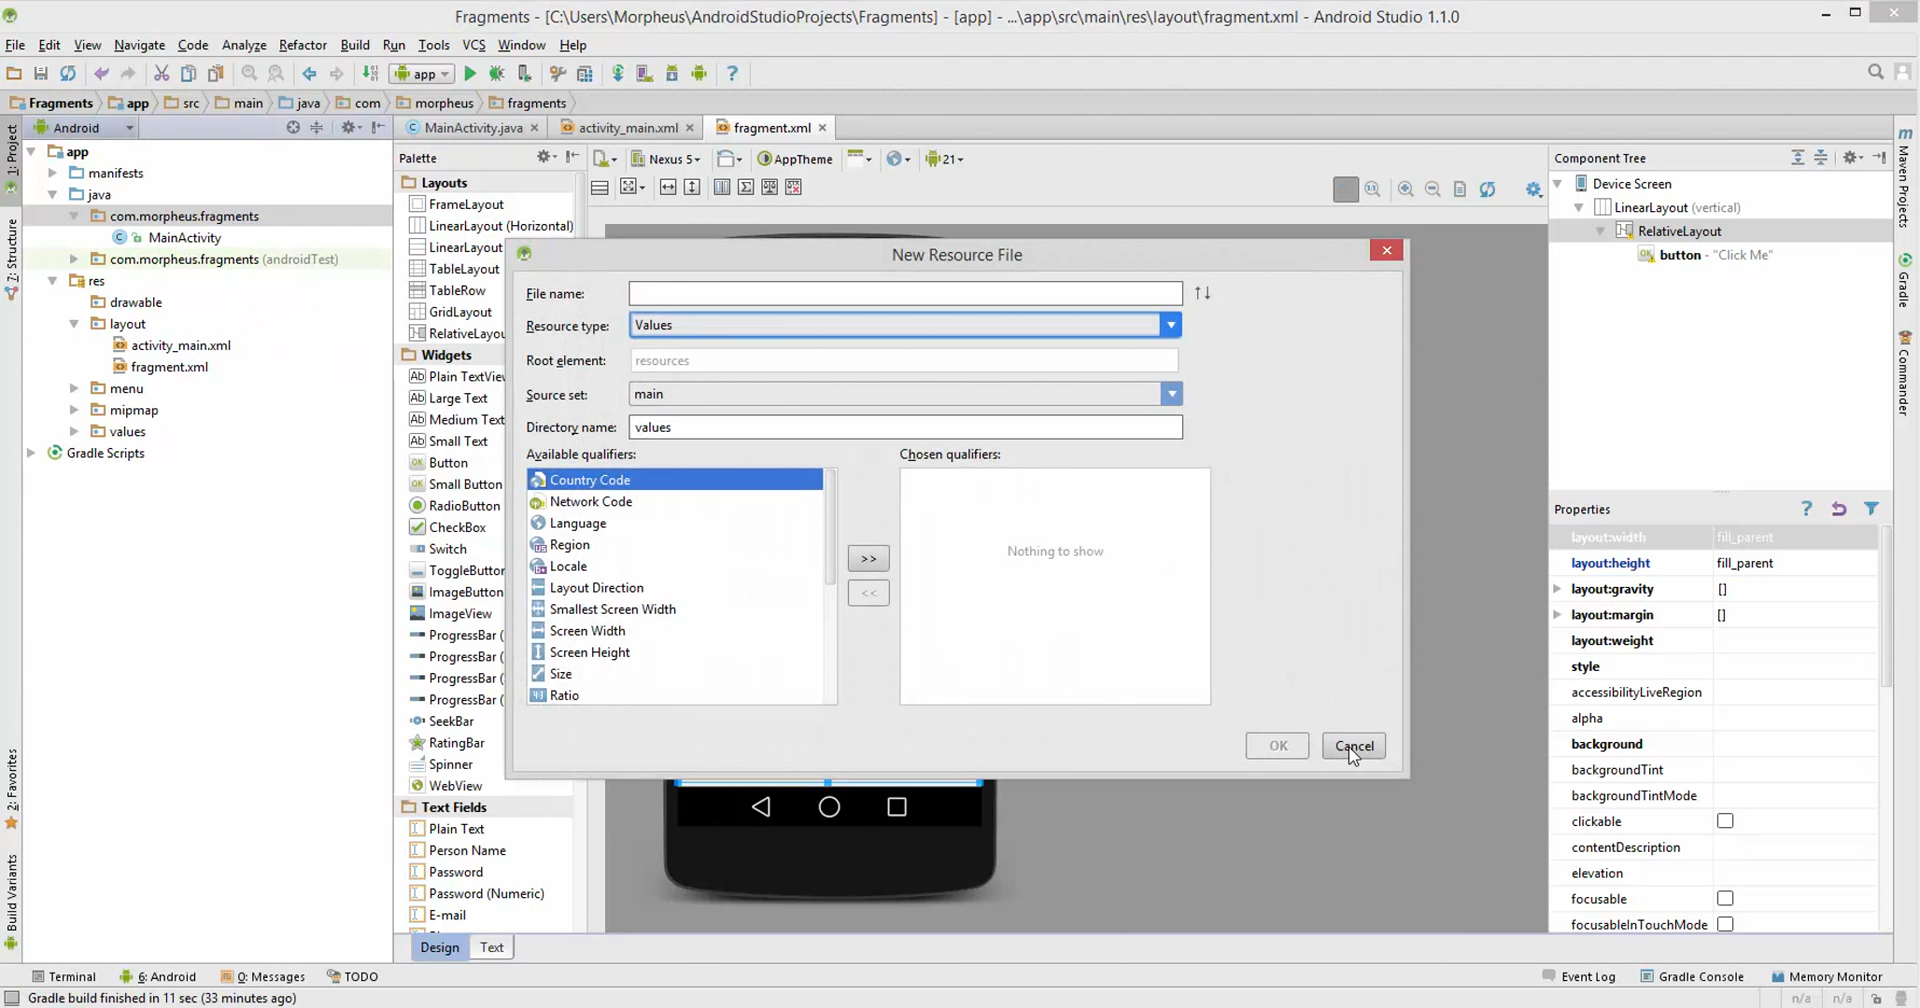 Fragments - [C:\Users\Morpheus\AndroidStudioProjects\Fragments] - [app] - ...\app\src\main\res\layout\fragment.xml - Android Studio 1.1.0
File Edit View Navigate Code Analyze Refactor Build Run Tools VCS Window Help
app
Fragments app src main java com morpheus fragments
Android
MainActivity.java activity_main.xml fragment.xml
1: Project
7: Structure
2: Favorites
Build Variants
app
manifests
java
com.morpheus.fragments
MainActivity
com.morpheus.fragments (androidTest)
res
drawable
layout
activity_main.xml
fragment.xml
menu
mipmap
values
Gradle Scripts
Palette
Layouts
FrameLayout
LinearLayout (Horizontal)
LinearLayout
TableLayout
TableRow
GridLayout
RelativeLayou
Widgets
Plain TextView
Large Text
Medium Text
Small Text
Button
Small Button
RadioButton
CheckBox
Switch
ToggleButton
ImageButton
ImageView
ProgressBar (
ProgressBar (
ProgressBar (
ProgressBar (
SeekBar
RatingBar
Spinner
WebView
Text Fields
Plain Text
Person Name
Password
Password (Numeric)
E-mail
Design Text
Nexus 5 AppTheme 21
New Resource File
File name:
Resource type: Values
Root element: resources
Source set: main
Directory name: values
Available qualifiers:
Chosen qualifiers:
Country Code
Network Code
Language
Region
Locale
Layout Direction
Smallest Screen Width
Screen Width
Screen Height
Size
Ratio
>>
<<
Nothing to show
OK Cancel
Component Tree
Device Screen
LinearLayout (vertical)
RelativeLayout
button - "Click Me"
Properties
layout:width fill_parent
layout:height fill_parent
layout:gravity []
layout:margin []
layout:weight
style
accessibilityLiveRegion
alpha
background
backgroundTint
backgroundTintMode
clickable
contentDescription
elevation
focusable
focusableInTouchMode
Maven Projects
Gradle
Commander
Terminal 6: Android 0: Messages TODO
Event Log Gradle Console Memory Monitor
Gradle build finished in 11 sec (33 minutes ago)
n/a n/a